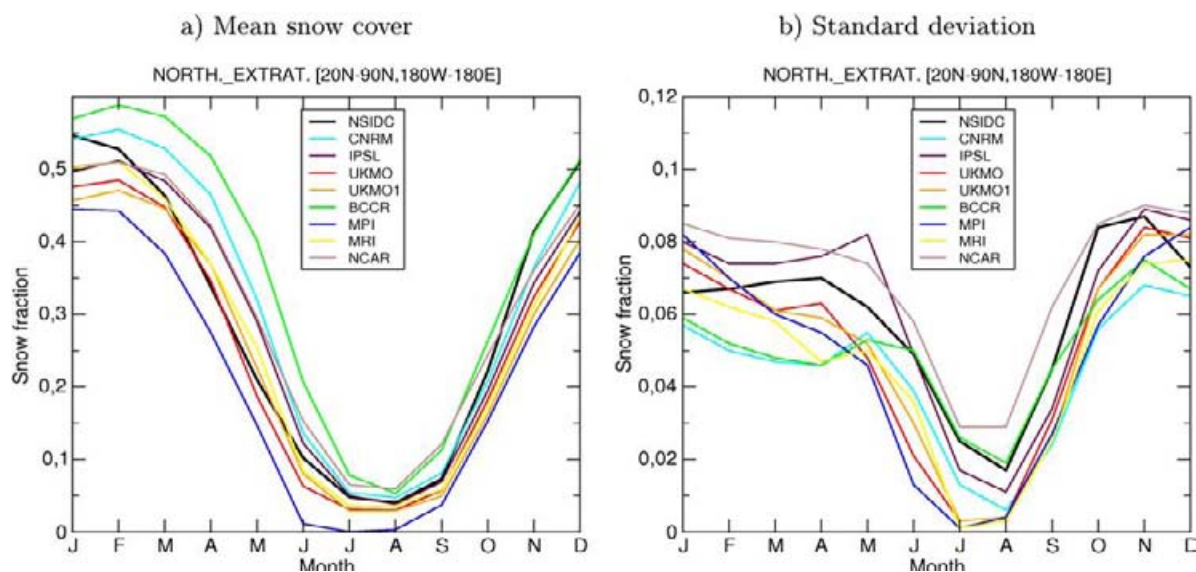 a) Mean snow cover
NORTH._EXTRAT. [20N-90N,180W-180E]
Snow fraction
0,5
0,4
0,3
0,2
0,1
0
NSIDC
CNRM
IPSL
UKMO
UKMO1
BCCR
MPI
MRI
NCAR
J F M A M J J A S O N D
Month
b) Standard deviation
NORTH._EXTRAT. [20N-90N,180W-180E]
Snow fraction
0,12
0,1
0,08
0,06
0,04
0,02
0
NSIDC
CNRM
IPSL
UKMO
UKMO1
BCCR
MPI
MRI
NCAR
J F M A M J J A S O N D
Month